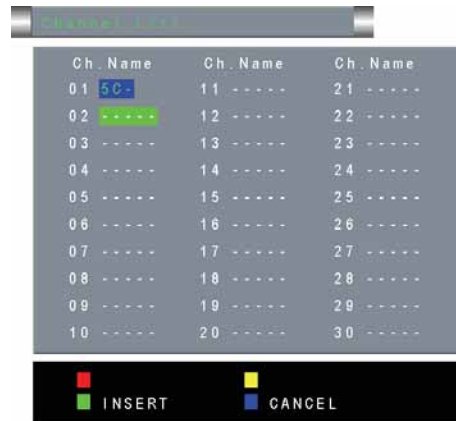 Channel List
Ch. Name Ch. Name Ch. Name
01 5C- 11 ----- 21 -----
02 ----- 12 ----- 22 -----
03 ----- 13 ----- 23 -----
04 ----- 14 ----- 24 -----
05 ----- 15 ----- 25 -----
06 ----- 16 ----- 26 -----
07 ----- 17 ----- 27 -----
08 ----- 18 ----- 28 -----
09 ----- 19 ----- 29 -----
10 ----- 20 ----- 30 -----
INSERT CANCEL